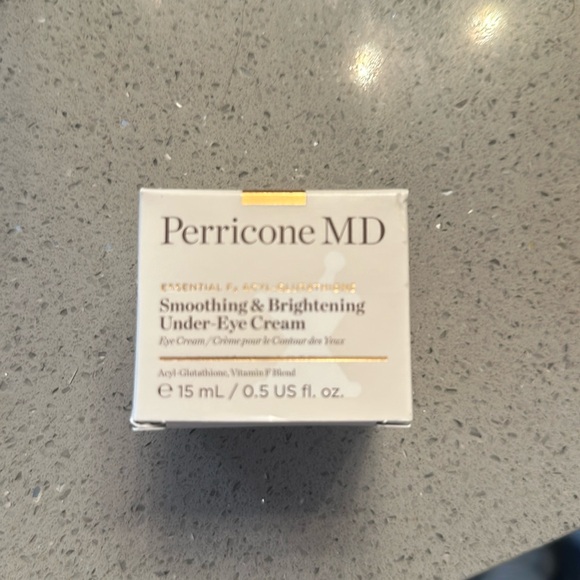 Perricone MD
ESSENTIAL Fx ACYL-GLUTATHIONE
Smoothing & Brightening
Under-Eye Cream
Eye Cream / Crème pour le Contour des Yeux
Acyl-Glutathione, Vitamin F Blend
℮ 15 mL / 0.5 US fl. oz.